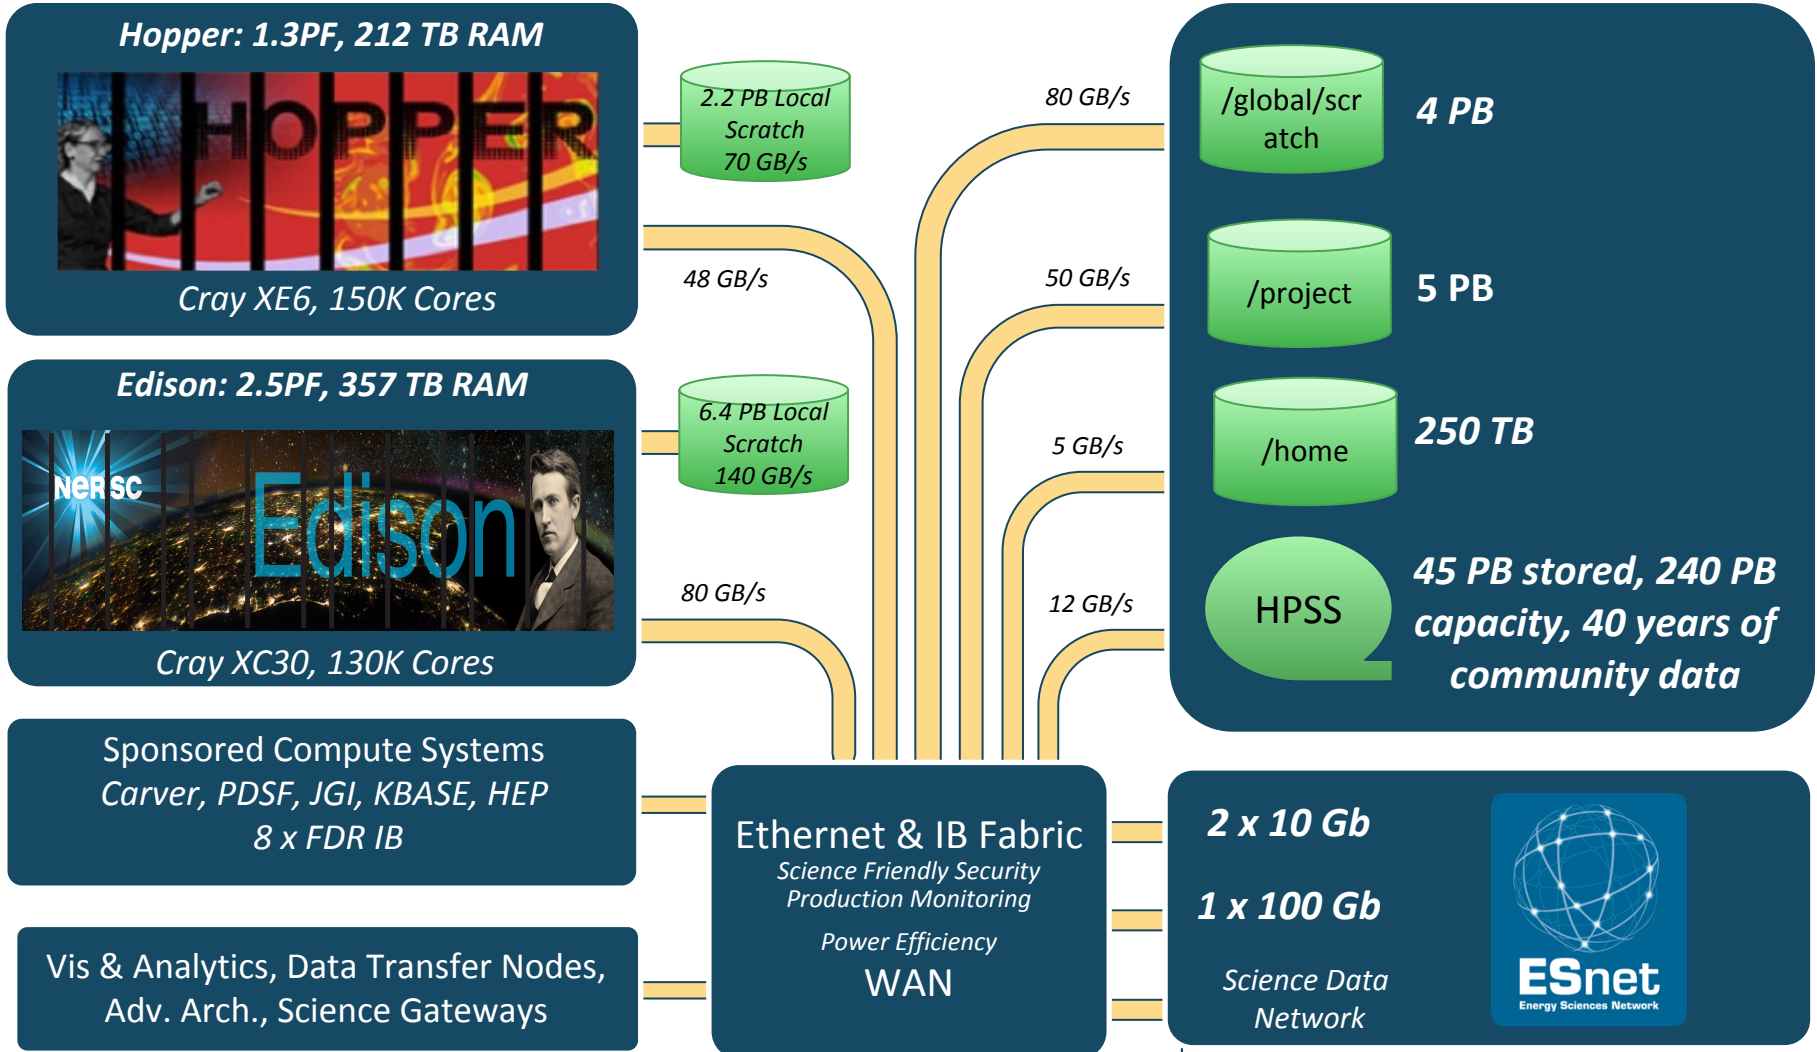 Hopper: 1.3PF, 212 TB RAM
HOPPER
Cray XE6, 150K Cores
2.2 PB Local
Scratch
70 GB/s
48 GB/s
Edison: 2.5PF, 357 TB RAM
NERSC
Edison
Cray XC30, 130K Cores
6.4 PB Local
Scratch
140 GB/s
80 GB/s
80 GB/s
/global/scr
atch
4 PB
50 GB/s
/project
5 PB
5 GB/s
/home
250 TB
12 GB/s
HPSS
45 PB stored, 240 PB
capacity, 40 years of
community data
Sponsored Compute Systems
Carver, PDSF, JGI, KBASE, HEP
8 x FDR IB
Vis & Analytics, Data Transfer Nodes,
Adv. Arch., Science Gateways
Ethernet & IB Fabric
Science Friendly Security
Production Monitoring
Power Efficiency
WAN
2 x 10 Gb
1 x 100 Gb
Science Data
Network
ESnet
Energy Sciences Network